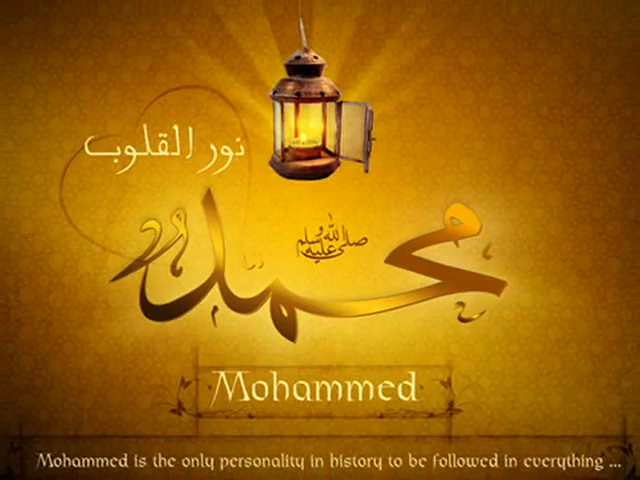 نور القلوب
محمد
صلى الله عليه وسلم
Mohammed
Mohammed is the only personality in history to be followed in everything ...